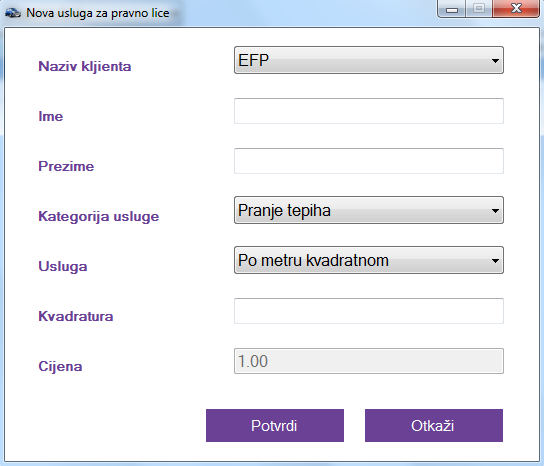 Nova usluga za pravno lice
Naziv kljienta EFP
Ime
Prezime
Kategorija usluge Pranje tepiha
Usluga Po metru kvadratnom
Kvadratura
Cijena 1.00
Potvrdi Otkaži